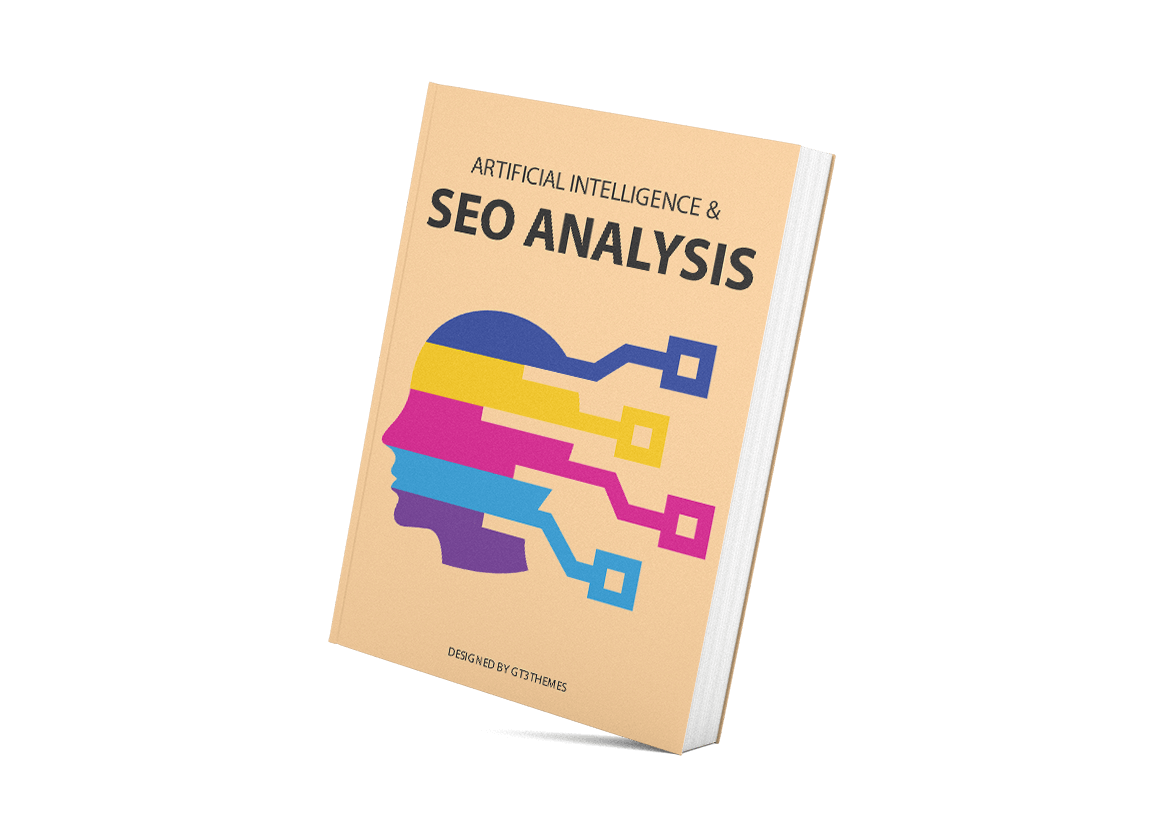 ARTIFICIAL INTELLIGENCE &
SEO ANALYSIS
DESIGNED BY GT3THEMES